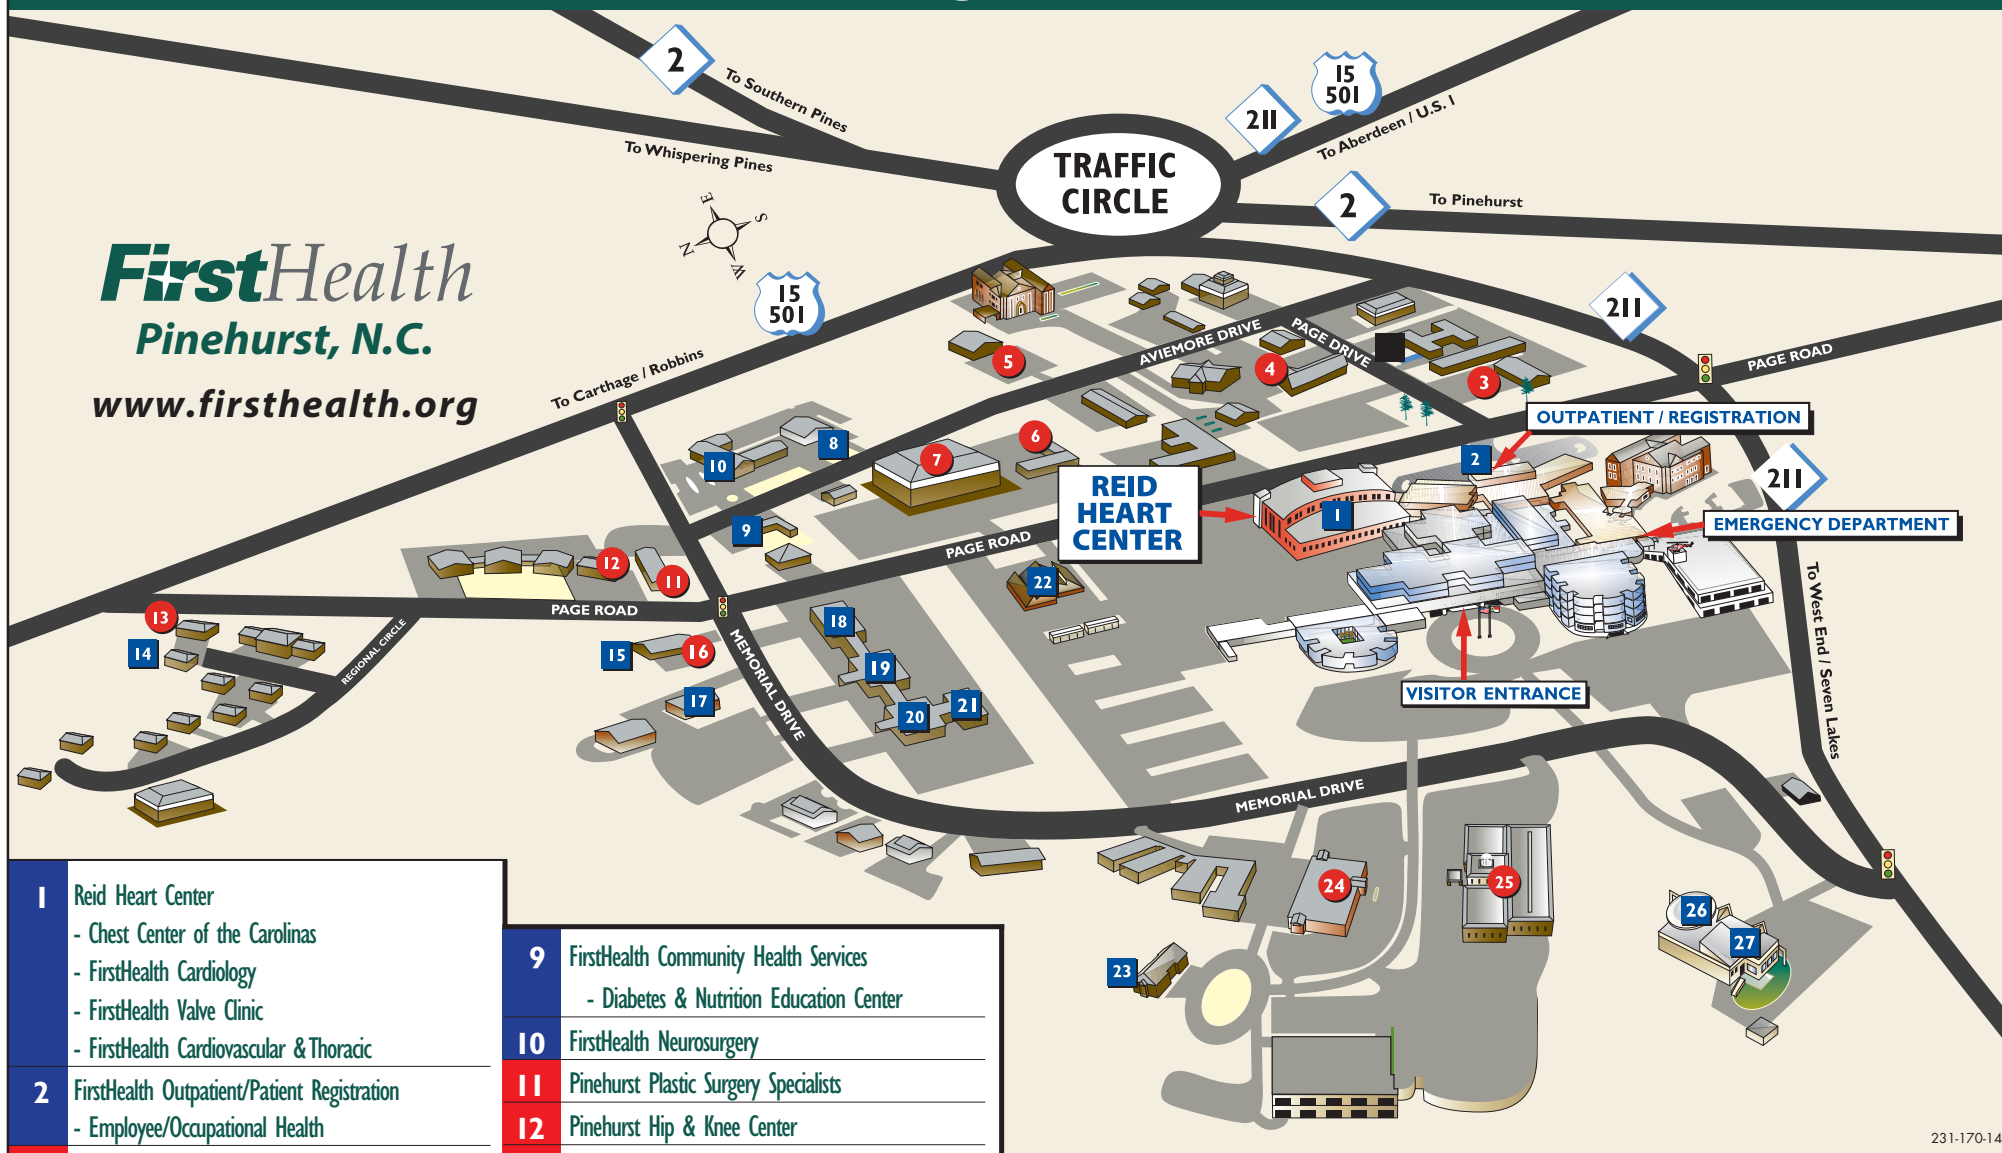 2
To Southern Pines
To Whispering Pines
TRAFFIC
CIRCLE
211
15
501
To Aberdeen / U.S. 1
2
To Pinehurst
E
S
N
W
FirstHealth
Pinehurst, N.C.
www.firsthealth.org
15
501
To Carthage / Robbins
211
PAGE ROAD
AVIEMORE DRIVE
PAGE DRIVE
5
4
3
OUTPATIENT / REGISTRATION
8
10
7
6
2
211
REID
HEART
CENTER
1
EMERGENCY DEPARTMENT
9
PAGE ROAD
12
11
22
PAGE ROAD
13
14
REGIONAL CIRCLE
15
16
MEMORIAL DRIVE
18
19
17
20
21
VISITOR ENTRANCE
To West End / Seven Lakes
MEMORIAL DRIVE
24
25
23
26
27
1 Reid Heart Center
- Chest Center of the Carolinas
- FirstHealth Cardiology
- FirstHealth Valve Clinic
- FirstHealth Cardiovascular & Thoracic
2 FirstHealth Outpatient/Patient Registration
- Employee/Occupational Health
9 FirstHealth Community Health Services
- Diabetes & Nutrition Education Center
10 FirstHealth Neurosurgery
11 Pinehurst Plastic Surgery Specialists
12 Pinehurst Hip & Knee Center
231-170-14